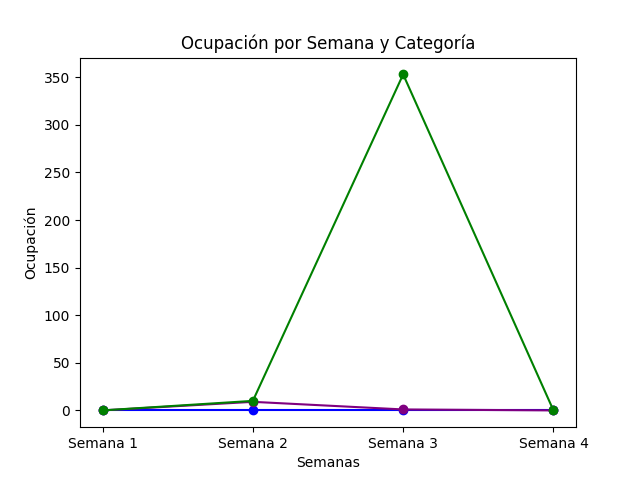 Ocupación por Semana y Categoría
350
300
250
200
150
100
50
0
Ocupación
Semana 1 Semana 2 Semana 3 Semana 4
Semanas